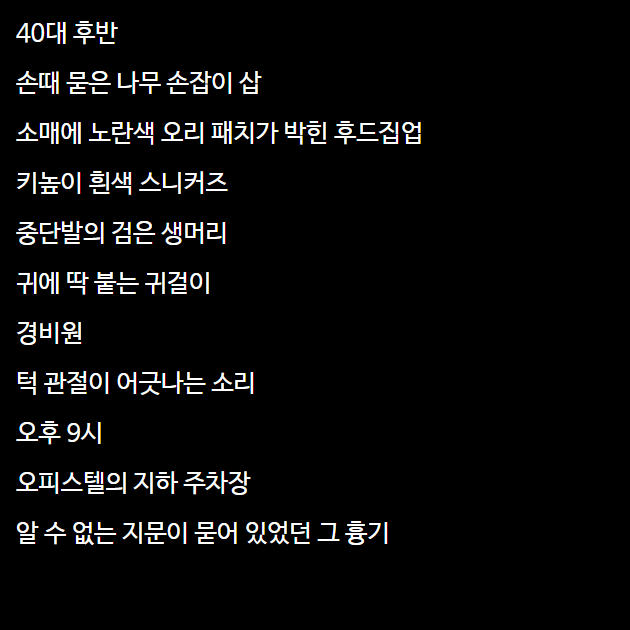 40대 후반
손때 묻은 나무 손잡이 삽
소매에 노란색 오리 패치가 박힌 후드집업
키높이 흰색 스니커즈
중단발의 검은 생머리
귀에 딱 붙는 귀걸이
경비원
턱 관절이 어긋나는 소리
오후 9시
오피스텔의 지하 주차장
알 수 없는 지문이 묻어 있었던 그 흉기